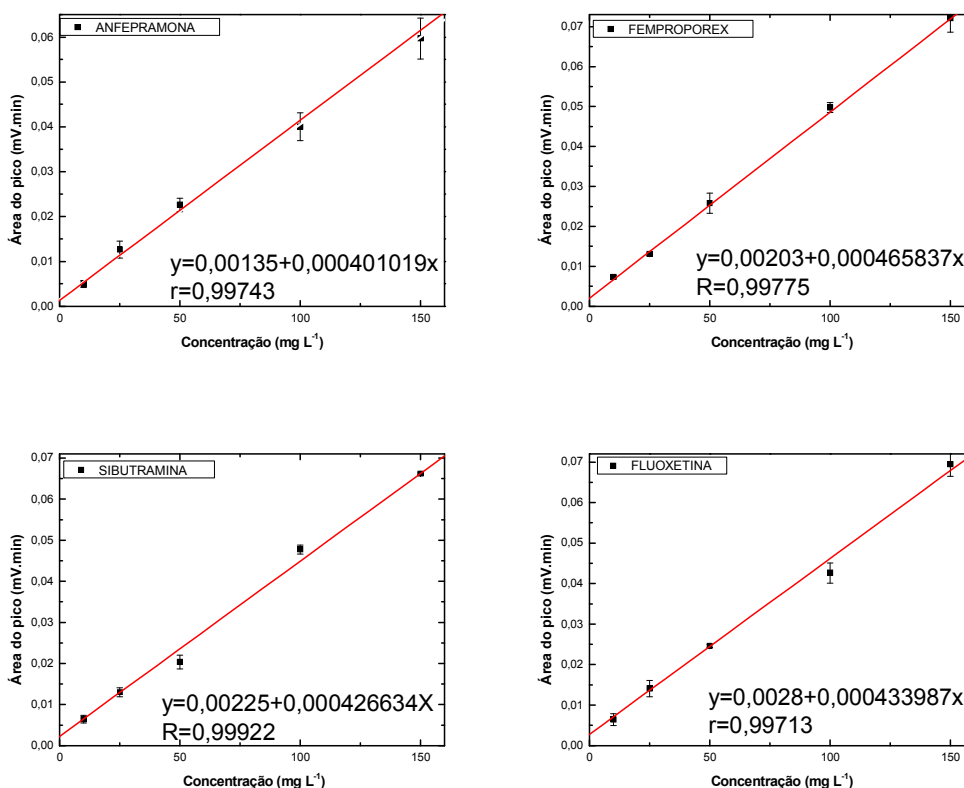 ANFEPRAMONA
Área do pico (mV.min)
0,06
0,05
0,04
0,03
0,02
0,01
0,00
y=0,00135+0,000401019x
r=0,99743
0 50 100 150
Concentração (mg L⁻¹)
FEMPROPOREX
Área do pico (mV.min)
0,07
0,06
0,05
0,04
0,03
0,02
0,01
0,00
y=0,00203+0,000465837x
R=0,99775
0 50 100 150
Concentração (mg L⁻¹)
SIBUTRAMINA
Área do pico (mV.min)
0,07
0,06
0,05
0,04
0,03
0,02
0,01
0,00
y=0,00225+0,000426634X
R=0,99922
0 50 100 150
Concentração (mg L⁻¹)
FLUOXETINA
Área do pico (mV.min)
0,07
0,06
0,05
0,04
0,03
0,02
0,01
0,00
y=0,0028+0,000433987x
r=0,99713
0 50 100 150
Concentração (mg L⁻¹)